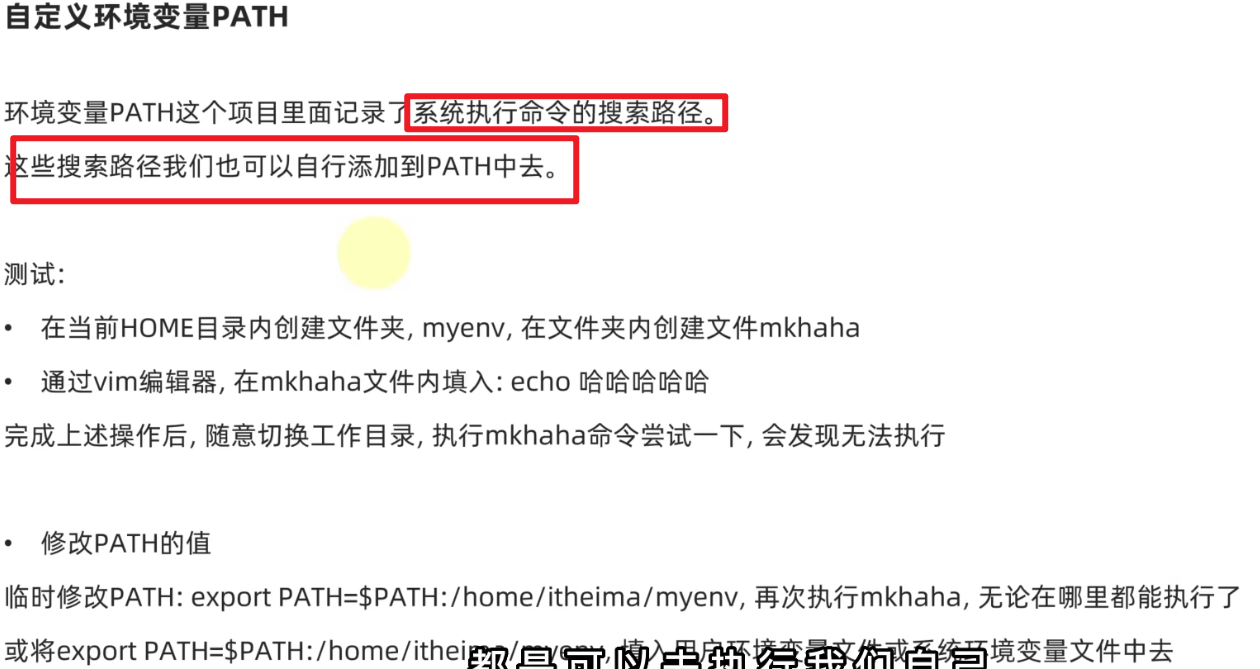 自定义环境变量PATH
环境变量PATH这个项目里面记录了系统执行命令的搜索路径。
这些搜索路径我们也可以自行添加到PATH中去。
测试:
• 在当前HOME目录内创建文件夹, myenv, 在文件夹内创建文件mkhaha
• 通过vim编辑器, 在mkhaha文件内填入: echo 哈哈哈哈哈
完成上述操作后, 随意切换工作目录, 执行mkhaha命令尝试一下, 会发现无法执行
• 修改PATH的值
临时修改PATH: export PATH=$PATH:/home/itheima/myenv, 再次执行mkhaha, 无论在哪里都能执行了
或将export PATH=$PATH:/home/itheima/myenv, 填入用户环境变量文件或系统环境变量文件中去
都是可以去执行我们自己